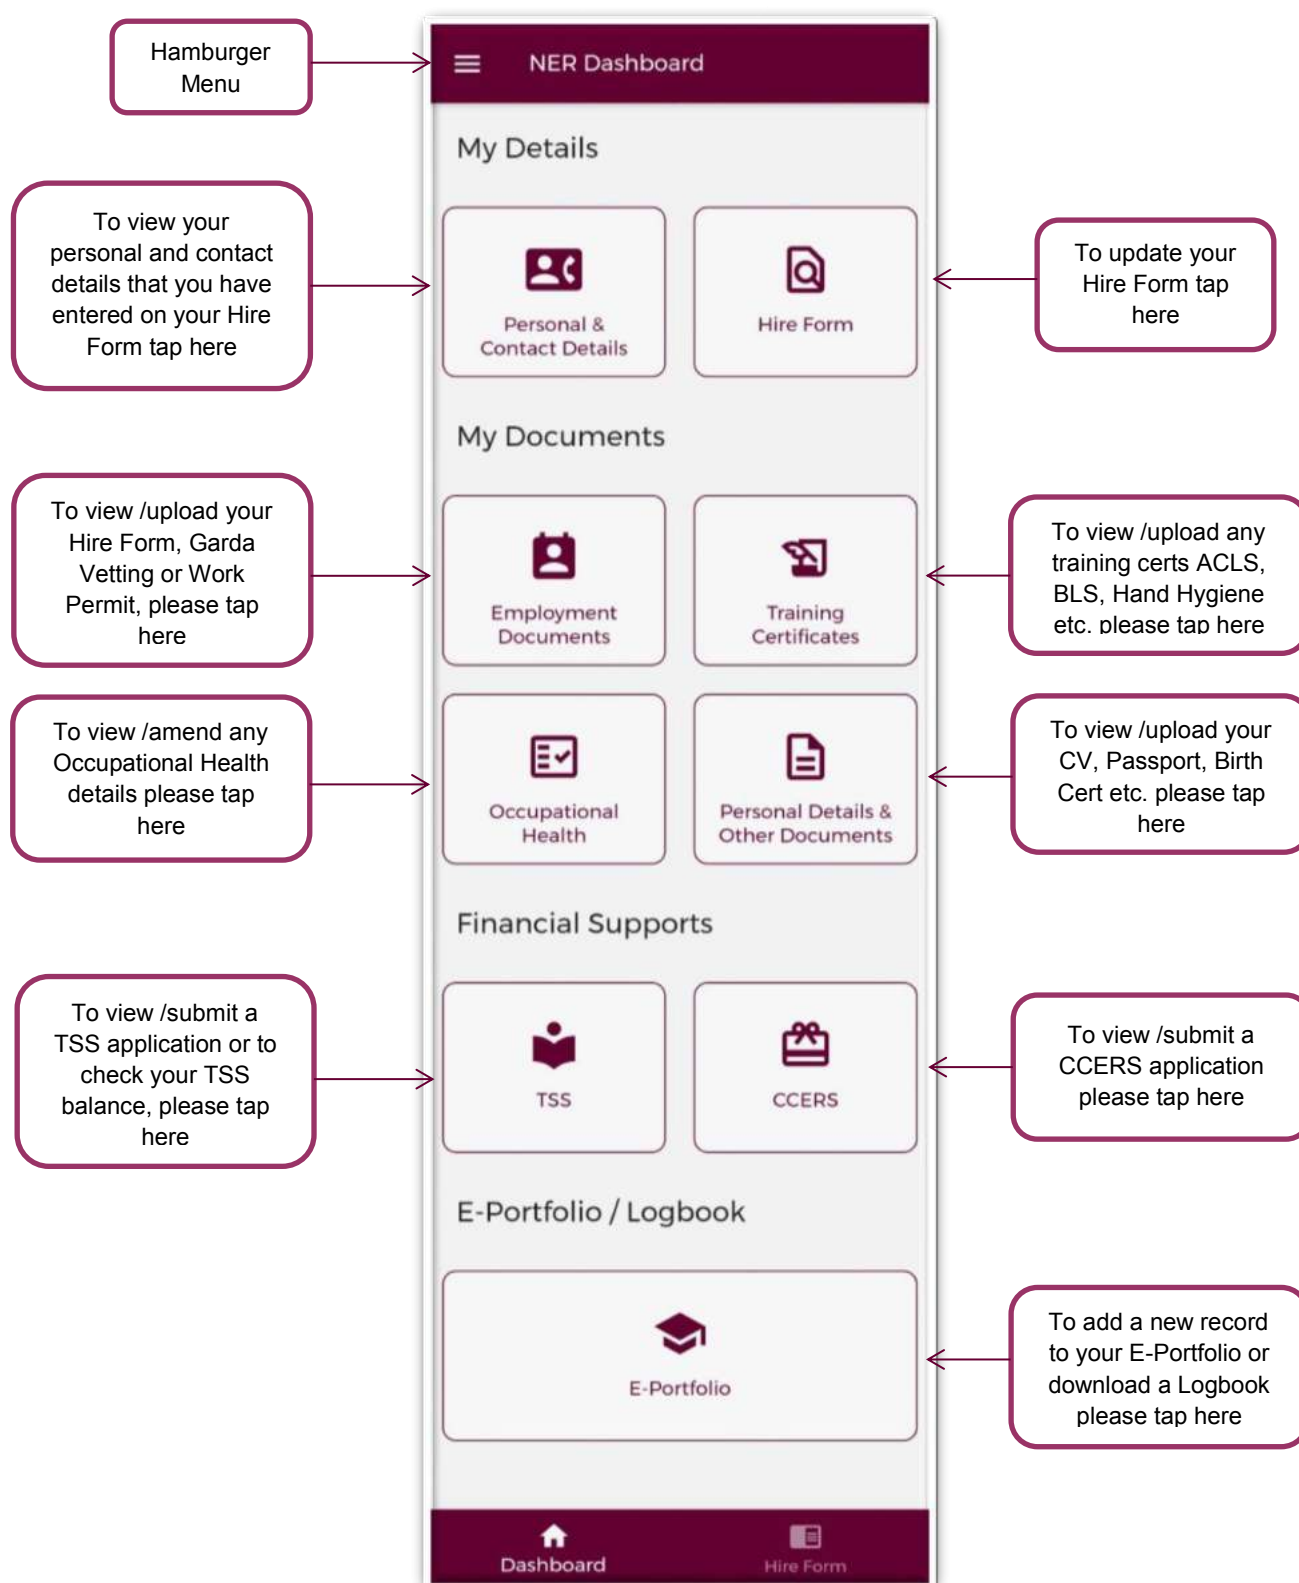 Hamburger
Menu
NER Dashboard
My Details
To view your
personal and contact
details that you have
entered on your Hire
Form tap here
Personal &
Contact Details
Hire Form
To update your
Hire Form tap
here
My Documents
To view /upload your
Hire Form, Garda
Vetting or Work
Permit, please tap
here
Employment
Documents
Training
Certificates
To view /upload any
training certs ACLS,
BLS, Hand Hygiene
etc. please tap here
To view /amend any
Occupational Health
details please tap
here
Occupational
Health
Personal Details &
Other Documents
To view /upload your
CV, Passport, Birth
Cert etc. please tap
here
Financial Supports
To view /submit a
TSS application or to
check your TSS
balance, please tap
here
TSS
CCERS
To view /submit a
CCERS application
please tap here
E-Portfolio / Logbook
E-Portfolio
To add a new record
to your E-Portfolio or
download a Logbook
please tap here
Dashboard
Hire Form